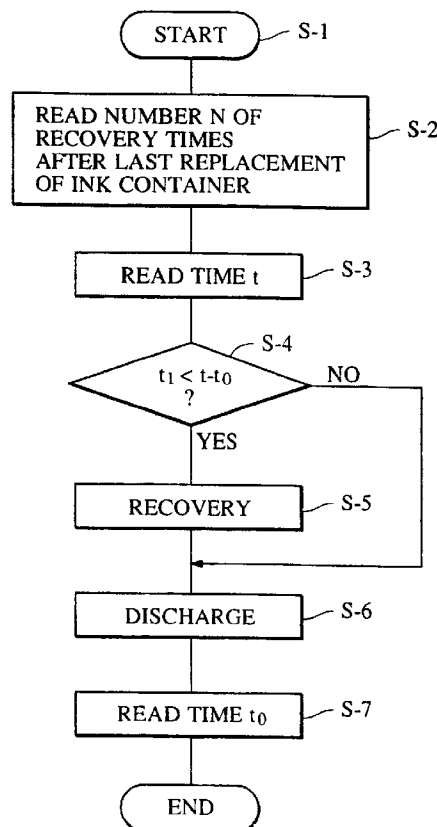 START S-1
READ NUMBER N OF
RECOVERY TIMES
AFTER LAST REPLACEMENT
OF INK CONTAINER
S-2
READ TIME t S-3
S-4
t₁ < t-t₀
?
NO
YES
RECOVERY S-5
DISCHARGE S-6
READ TIME t₀ S-7
END